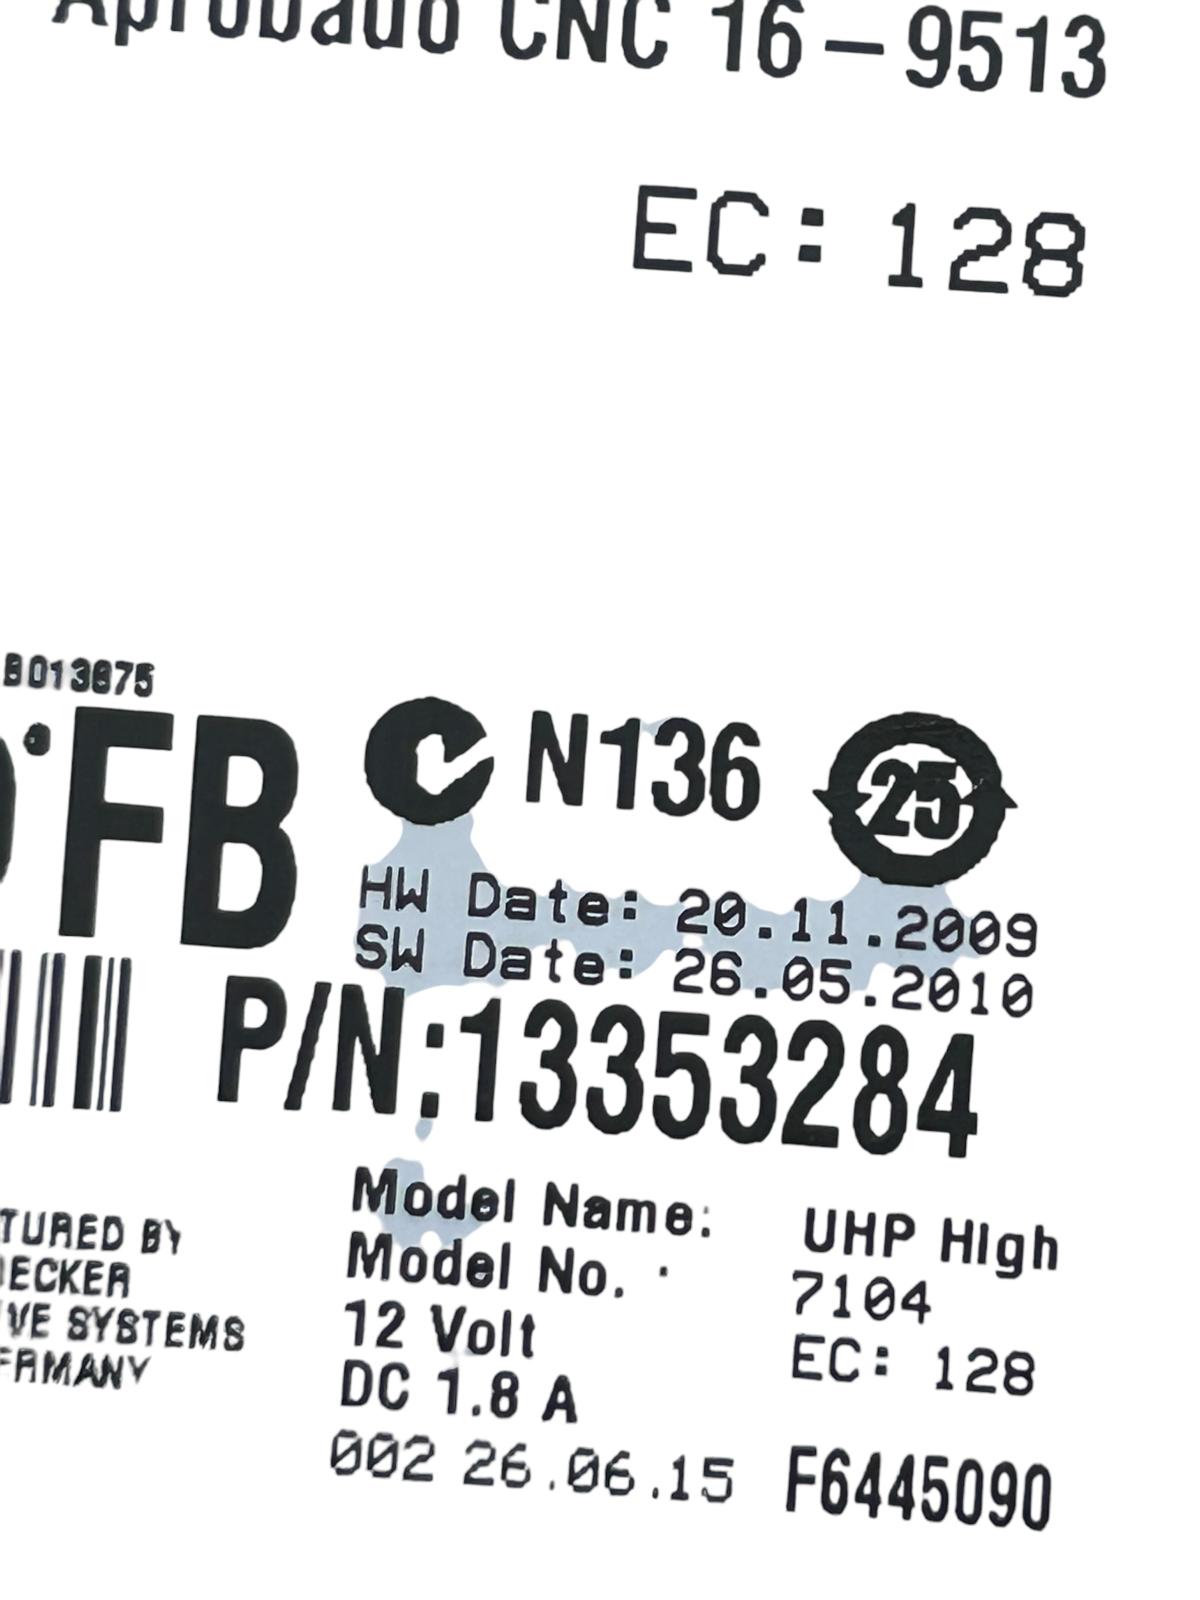 Aprobado CNC 16-9513
EC: 128
B013875
FB
N136
25
HW Date: 20.11.2009
SW Date: 26.05.2010
P/N:13353284
TURED BY
ECKER
VE SYSTEMS
ERMANY
Model Name: UHP High
Model No. 7104
12 Volt EC: 128
DC 1.8 A
002 26.06.15 F6445090